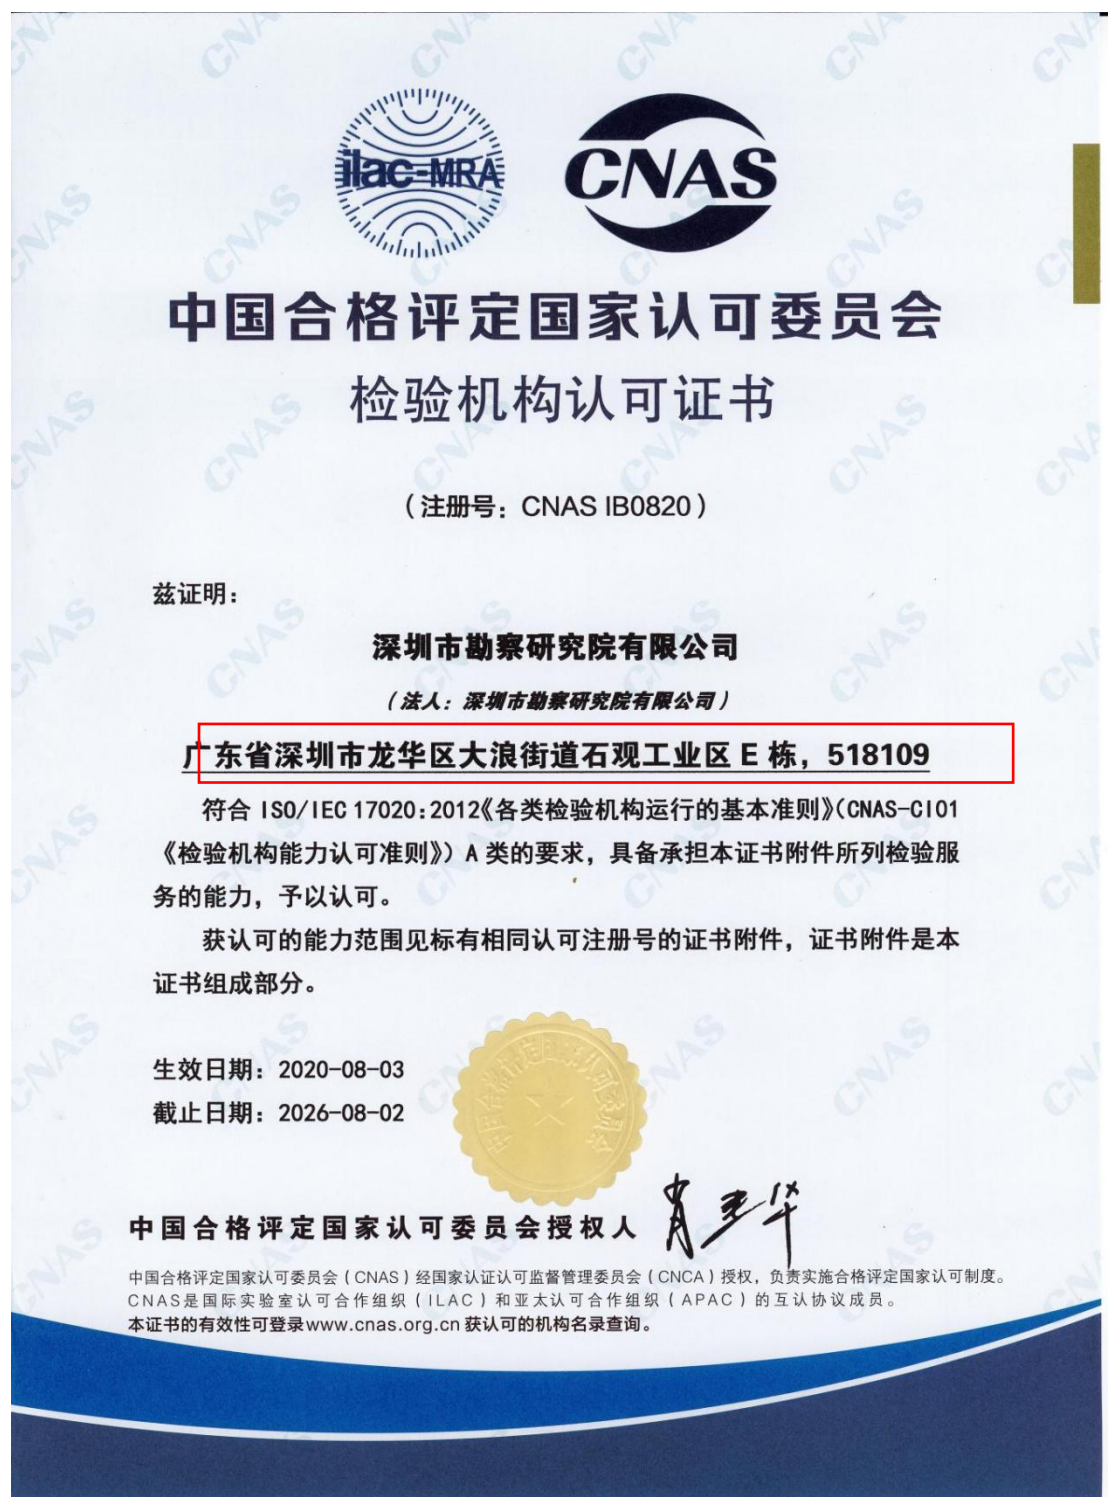 ilac-MRA
CNAS
中国合格评定国家认可委员会
检验机构认可证书
（注册号：CNAS IB0820）
兹证明：
深圳市勘察研究院有限公司
（法人：深圳市勘察研究院有限公司）
广东省深圳市龙华区大浪街道石观工业区 E 栋，518109
符合 ISO/IEC 17020:2012《各类检验机构运行的基本准则》（CNAS-CI01
《检验机构能力认可准则》）A 类的要求，具备承担本证书附件所列检验服
务的能力，予以认可。
获认可的能力范围见标有相同认可注册号的证书附件，证书附件是本
证书组成部分。
生效日期：2020-08-03
截止日期：2026-08-02
中国合格评定国家认可委员会
中国合格评定国家认可委员会授权人
中国合格评定国家认可委员会（CNAS）经国家认证认可监督管理委员会（CNCA）授权，负责实施合格评定国家认可制度。
CNAS是国际实验室认可合作组织（ILAC）和亚太认可合作组织（APAC）的互认协议成员。
本证书的有效性可登录www.cnas.org.cn 获认可的机构名录查询。